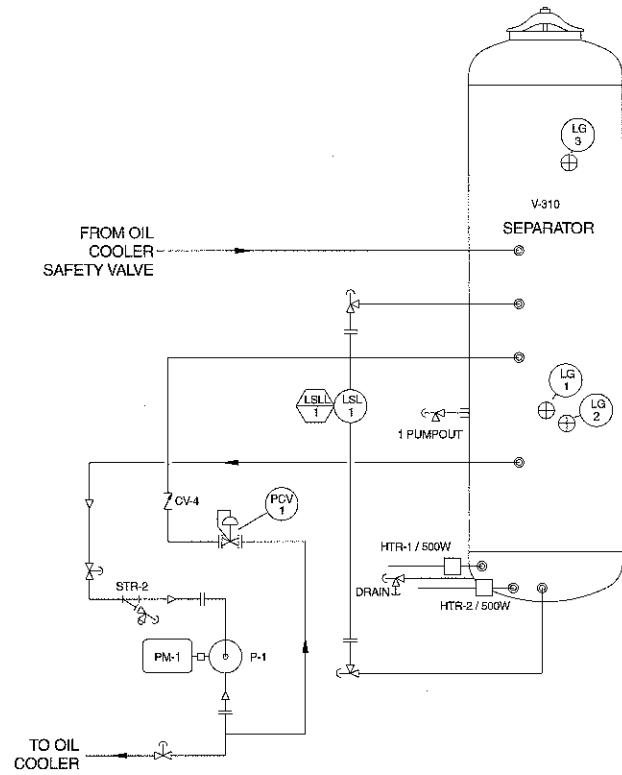 LG
3
V-310
SEPARATOR
FROM OIL
COOLER
SAFETY VALVE
LSLL
1
LSL
1
LG
1
LG
2
1 PUMPOUT
CV-4
PCV
1
HTR-1 / 500W
STR-2
DRAIN
HTR-2 / 500W
PM-1
P-1
TO OIL
COOLER